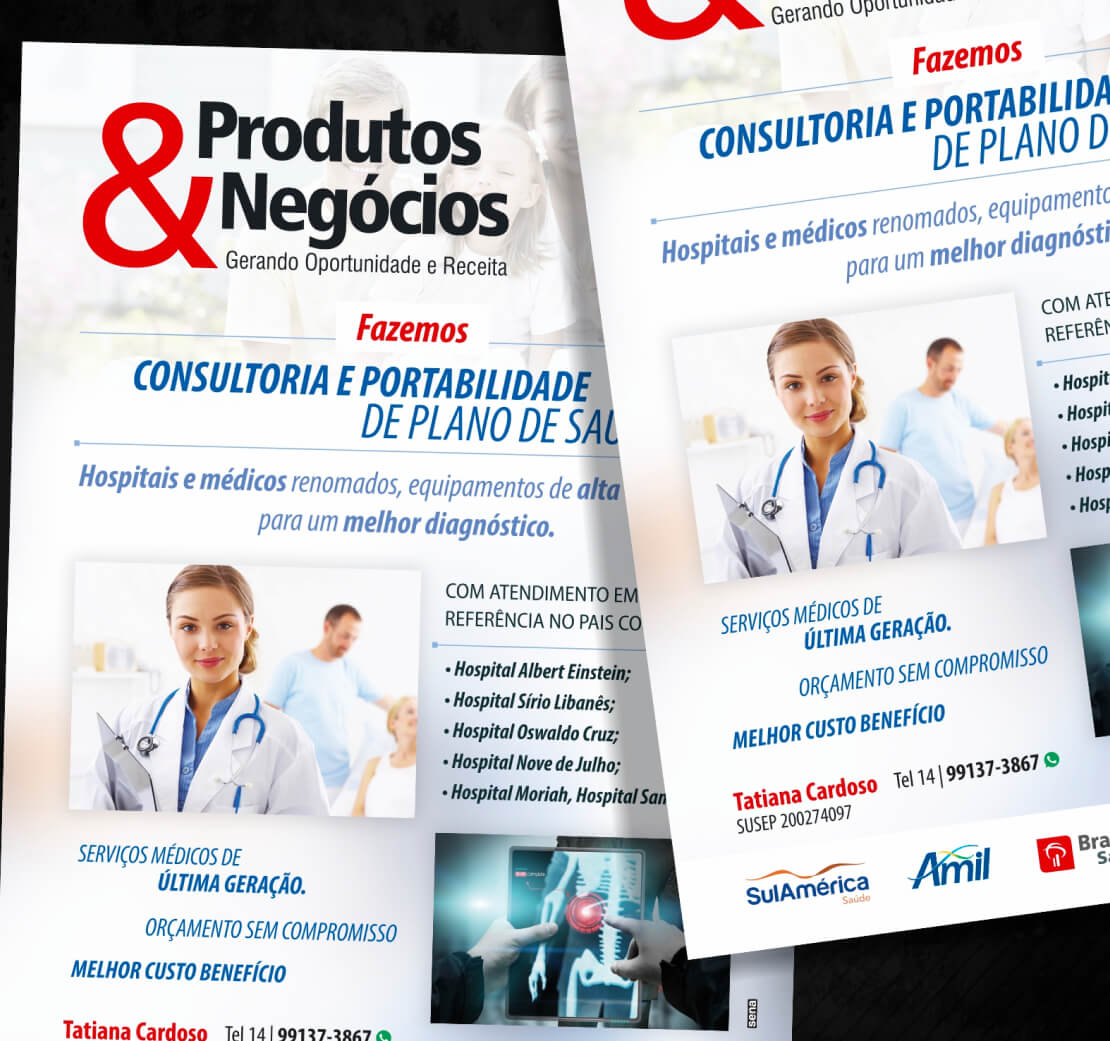 Produtos
& Negócios
Gerando Oportunidade e Receita
Fazemos
CONSULTORIA E PORTABILIDADE
DE PLANO DE
Hospitais e médicos renomados, equipamentos de alta
para um melhor diagnóstico.
COM ATENDIMENTO EM
REFERÊNCIA NO PAIS
• Hospital Albert Einstein;
• Hospital Sírio Libanês;
• Hospital Oswaldo Cruz;
• Hospital Nove de Julho;
• Hospital Moriah, Hospital
SERVIÇOS MÉDICOS DE
ÚLTIMA GERAÇÃO.
ORÇAMENTO SEM COMPROMISSO
MELHOR CUSTO BENEFÍCIO
Tatiana Cardoso Tel 14 | 99137-3867
sena
Gerando
Fazemos
CONSULTORIA E
DE PLANO
Hospitais e médicos renomados,
para um melhor
COM
• 
SERVIÇOS MÉDICOS DE
ÚLTIMA GERAÇÃO.
ORÇAMENTO SEM COMPROMISSO
MELHOR CUSTO BENEFÍCIO
Tatiana Cardoso Tel 14 | 99137-3867
SUSEP 200274097
SulAmérica
Saúde
Amil